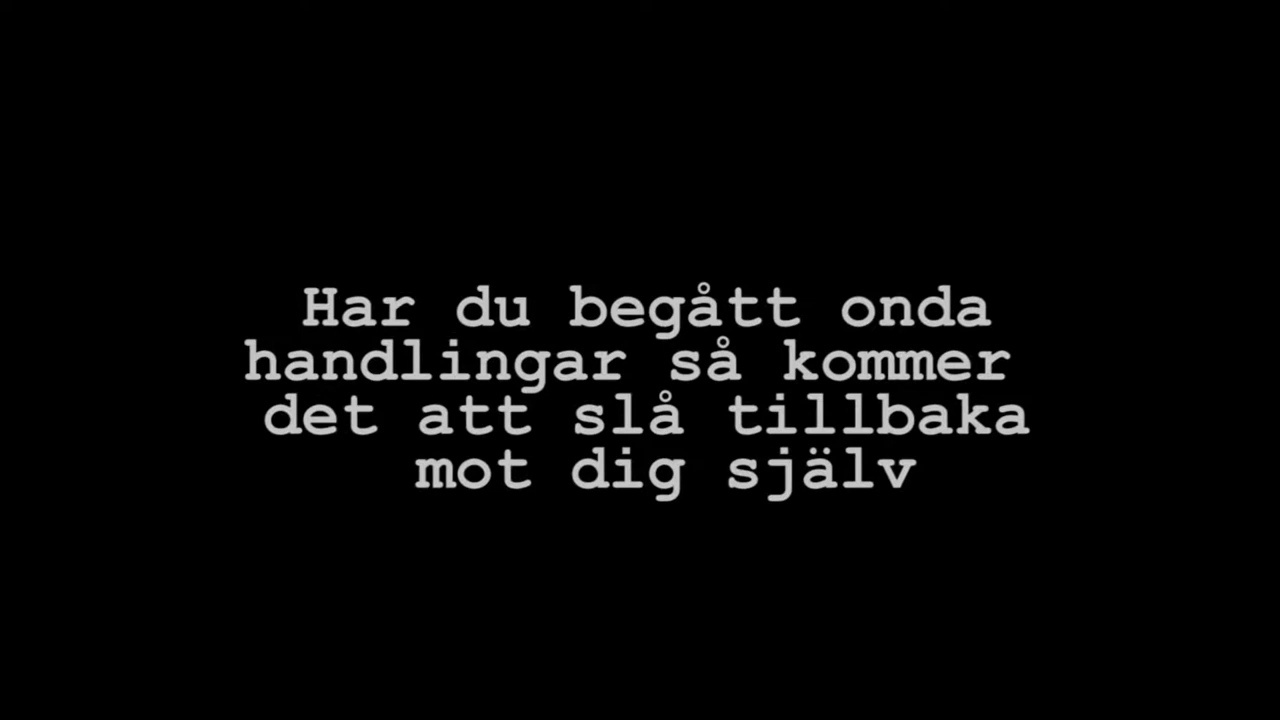 Har du begått onda
handlingar så kommer
det att slå tillbaka
mot dig själv